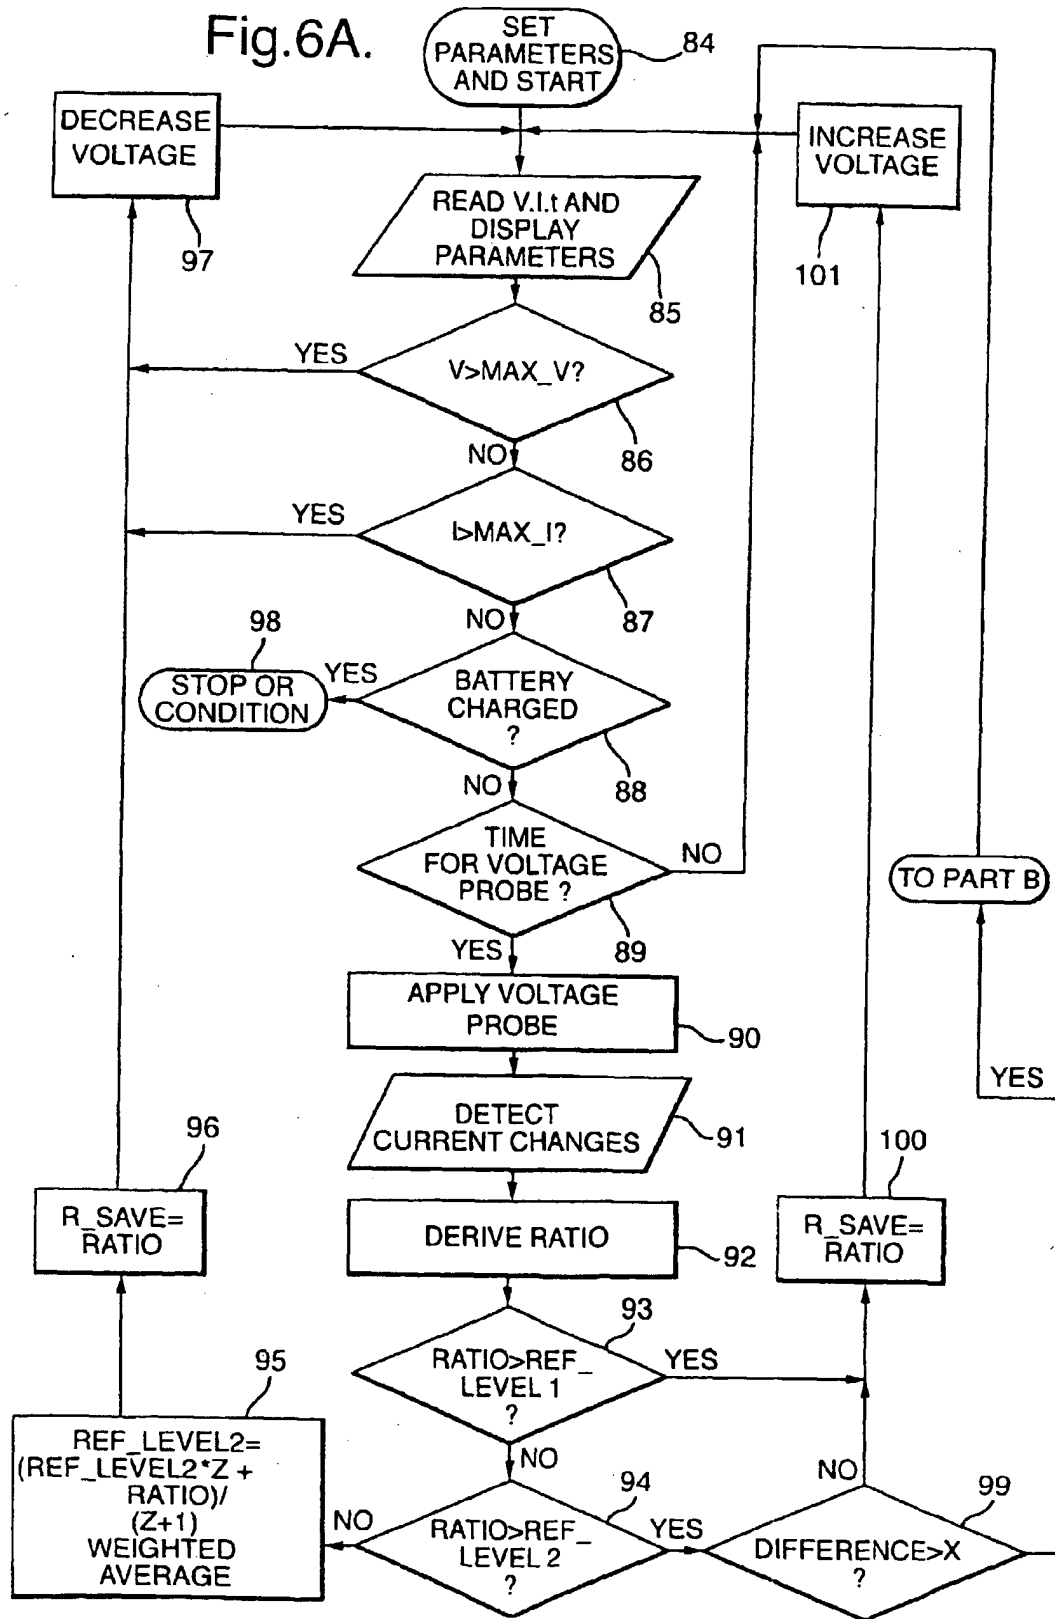 Fig.6A.
SET
PARAMETERS
AND START
84
DECREASE
VOLTAGE
97
INCREASE
VOLTAGE
101
READ V.I.t AND
DISPLAY
PARAMETERS
85
YES
V>MAX_V?
86
NO
YES
I>MAX_I?
87
NO
98
STOP OR
CONDITION
YES
BATTERY
CHARGED
?
88
NO
TIME
FOR VOLTAGE
PROBE ?
NO
89
YES
TO PART B
APPLY VOLTAGE
PROBE
90
YES
DETECT
CURRENT CHANGES
91
96
R_SAVE=
RATIO
100
R_SAVE=
RATIO
DERIVE RATIO
92
93
RATIO>REF_
LEVEL 1
?
YES
NO
95
REF_LEVEL2=
(REF_LEVEL2*Z +
RATIO)/
(Z+1)
WEIGHTED
AVERAGE
NO
94
RATIO>REF_
LEVEL 2
?
YES
NO
99
DIFFERENCE>X
?